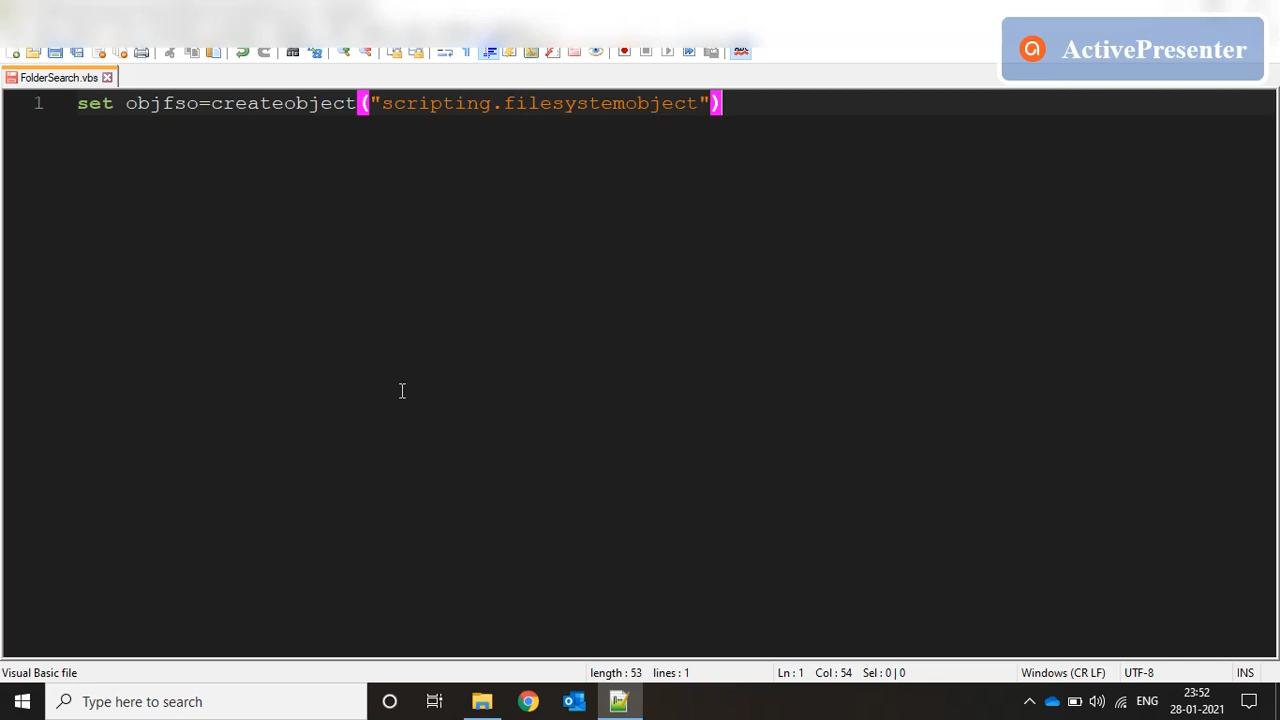 ActivePresenter
FolderSearch.vbs
1 set objfso=createobject("scripting.filesystemobject")
Visual Basic file
length : 53 lines : 1
Ln : 1 Col : 54 Sel : 0 | 0
Windows (CR LF)
UTF-8
INS
Type here to search
ENG
23:52
28-01-2021